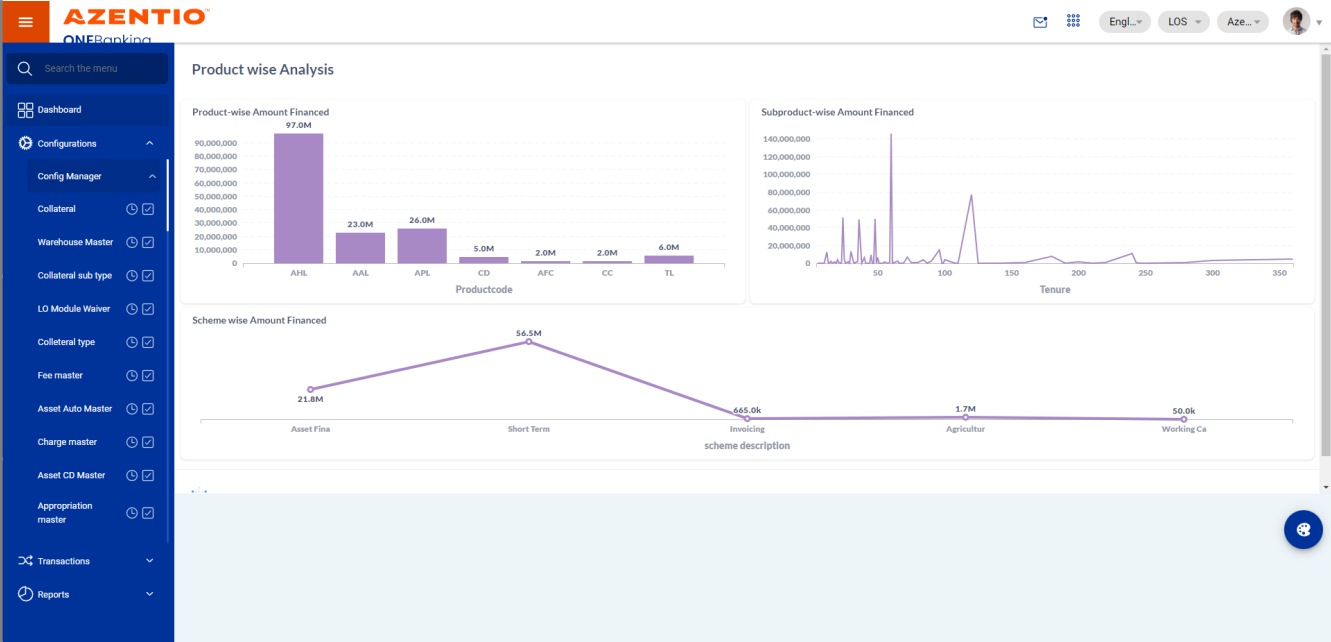 AZENTIO
ONEBanking
Engl...
LOS
Aze...
Search the menu
Dashboard
Configurations
Config Manager
Collateral
Warehouse Master
Collateral sub type
LO Module Waiver
Colleteral type
Fee master
Asset Auto Master
Charge master
Asset CD Master
Appropriation
master
Transactions
Reports
Product wise Analysis
Product-wise Amount Financed
97.0M
90,000,000
80,000,000
70,000,000
60,000,000
50,000,000
40,000,000
30,000,000
20,000,000
10,000,000
0
23.0M
26.0M
5.0M
2.0M
2.0M
6.0M
AHL
AAL
APL
CD
AFC
CC
TL
Productcode
Subproduct-wise Amount Financed
140,000,000
120,000,000
100,000,000
80,000,000
60,000,000
40,000,000
20,000,000
0
50
100
150
200
250
300
350
Tenure
Scheme wise Amount Financed
21.8M
56.5M
665.0k
1.7M
50.0k
Asset Fina
Short Term
Invoicing
Agricultur
Working Ca
scheme description